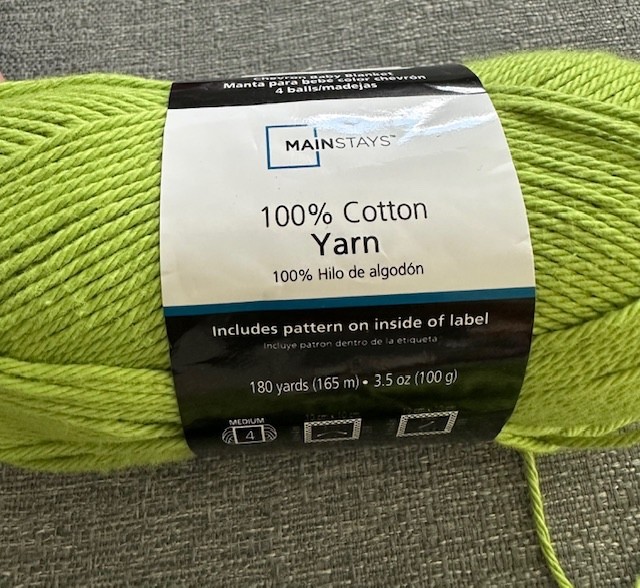 Chevron Baby Blanket
Manta para bebé color chevrón
4 balls/madejas
MAINSTAYS™
100% Cotton
Yarn
100% Hilo de algodón
Includes pattern on inside of label
Incluye patron dentro de la etiqueta
180 yards (165 m) • 3.5 oz (100 g)
MEDIUM
4